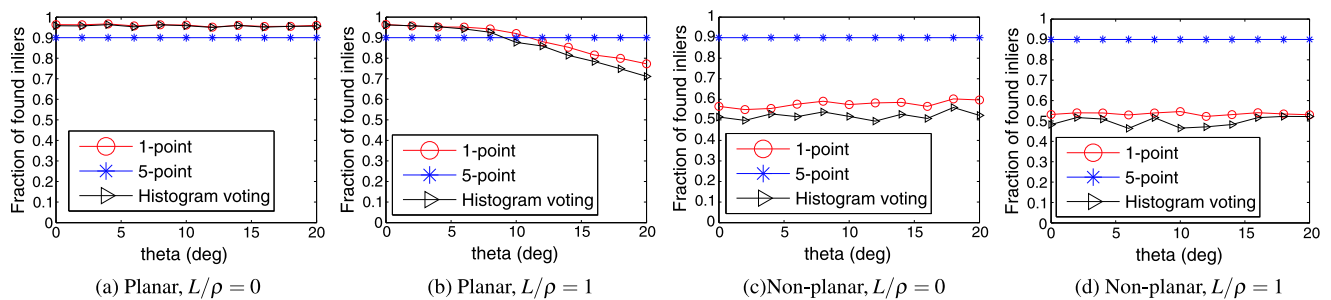 Fraction of found inliers
1
0.9
0.8
0.7
0.6
0.5
0.4
0.3
0.2
0.1
0
1-point
5-point
Histogram voting
0 5 10 15 20
theta (deg)
(a) Planar, L/ρ = 0
Fraction of found inliers
1
0.9
0.8
0.7
0.6
0.5
0.4
0.3
0.2
0.1
0
1-point
5-point
Histogram voting
0 5 10 15 20
theta (deg)
(b) Planar, L/ρ = 1
Fraction of found inliers
1
0.9
0.8
0.7
0.6
0.5
0.4
0.3
0.2
0.1
0
1-point
5-point
Histogram voting
0 5 10 15 20
theta (deg)
(c)Non-planar, L/ρ = 0
Fraction of found inliers
1
0.9
0.8
0.7
0.6
0.5
0.4
0.3
0.2
0.1
0
1-point
5-point
Histogram voting
0 5 10 15 20
theta (deg)
(d) Non-planar, L/ρ = 1